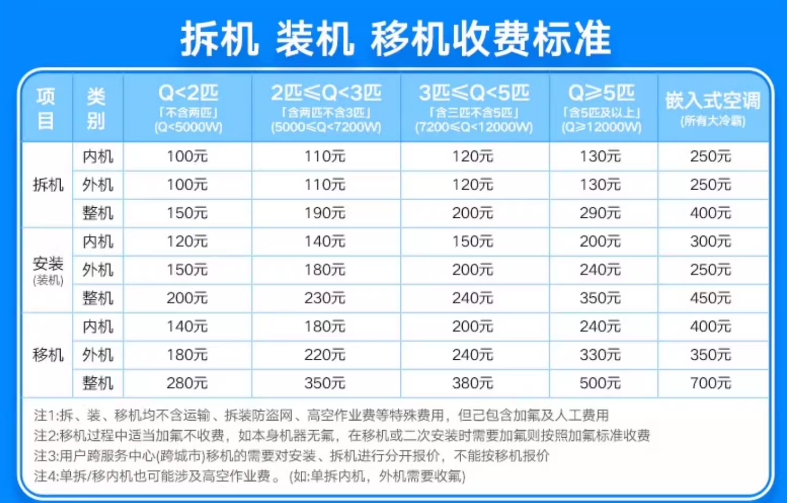 拆机 装机 移机收费标准
项目 类别 Q<2匹 「不含两匹」 (Q<5000W) 2匹≤Q<3匹 「含两匹不含3匹」 (5000≤Q<7200W) 3匹≤Q<5匹 「含三匹不含5匹」 (7200≤Q<12000W) Q≥5匹 「含5匹及以上」 (Q≥12000W) 嵌入式空调 (所有大冷霸)
拆机 内机 100元 110元 120元 130元 250元
外机 100元 110元 120元 130元 250元
整机 150元 190元 200元 290元 400元
安装 (装机) 内机 120元 140元 150元 200元 300元
外机 150元 180元 200元 240元 250元
整机 200元 230元 240元 350元 450元
移机 内机 140元 180元 200元 240元 400元
外机 180元 220元 240元 330元 350元
整机 280元 350元 380元 500元 700元
注1:拆、装、移机均不含运输、拆装防盗网、高空作业费等特殊费用，但己包含加氟及人工费用
注2:移机过程中适当加氟不收费，如本身机器无氟，在移机或二次安装时需要加氟则按照加氟标准收费
注3:用户跨服务中心(跨城市)移机的需要对安装、拆机进行分开报价，不能按移机报价
注4:单拆/移内机也可能涉及高空作业费。(如:单拆内机，外机需要收氟)